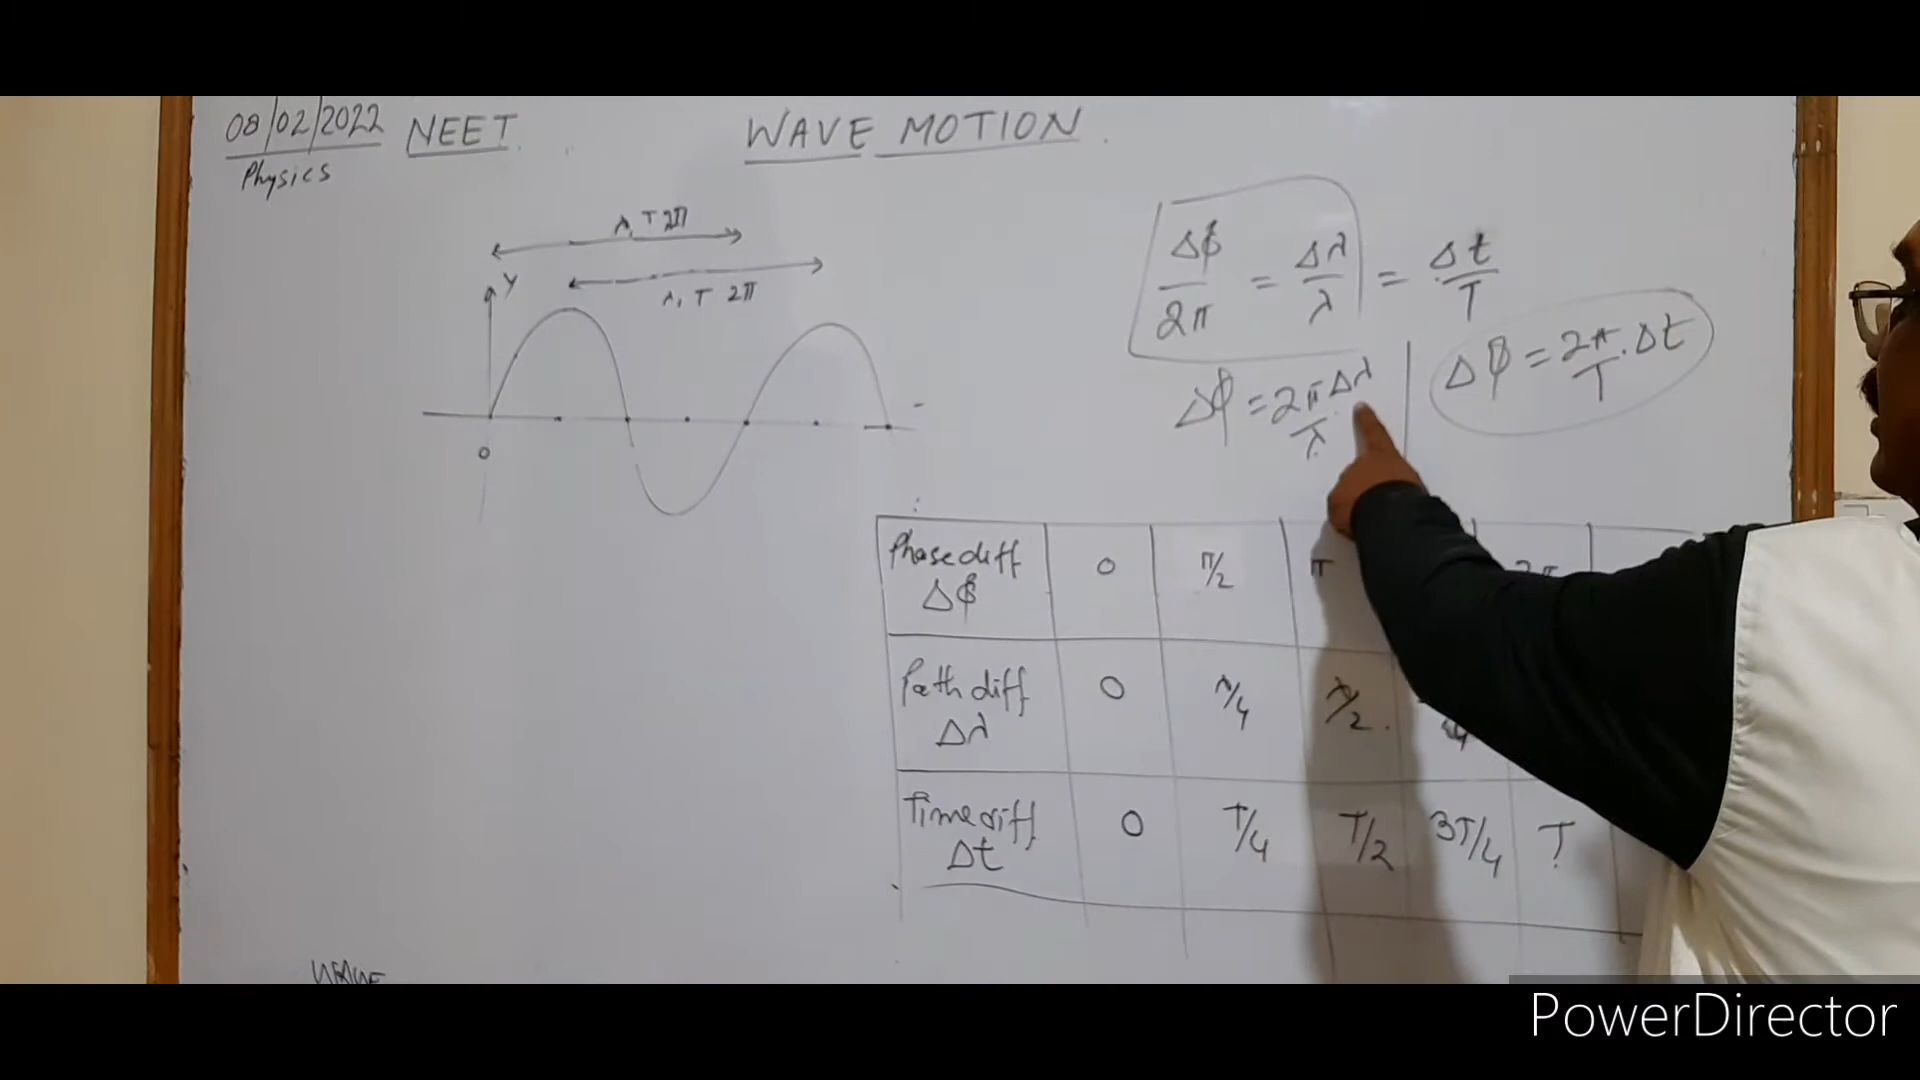 08/02/2022 NEET WAVE MOTION.
Physics
λ, T 2π
λ, T 2π
Y
0
Δφ/2π = Δλ/λ = Δt/T
Δφ = 2π/λ . Δλ
Δφ = 2π/T . Δt
Phase diff Δφ 0 π/2 π
Path diff Δλ 0 λ/4 λ/2 .
Time diff Δt 0 T/4 T/2 3T/4 T
PowerDirector